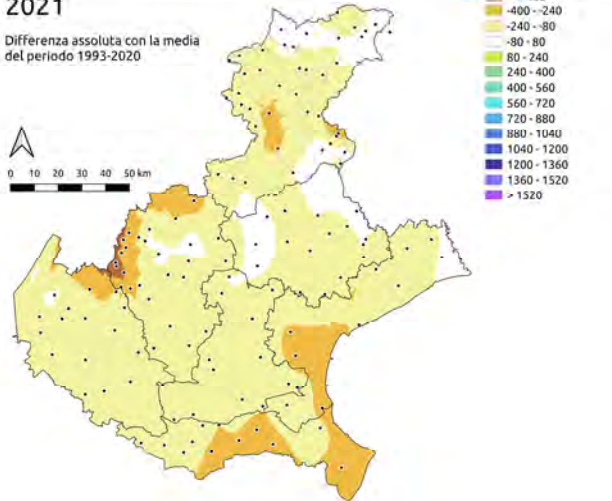 2021
Differenza assoluta con la media
del periodo 1993-2020
0 10 20 30 40 50 km
-400 - -240
-240 - -80
-80 - 80
80 - 240
240 - 400
400 - 560
560 - 720
720 - 880
880 - 1040
1040 - 1200
1200 - 1360
1360 - 1520
> 1520